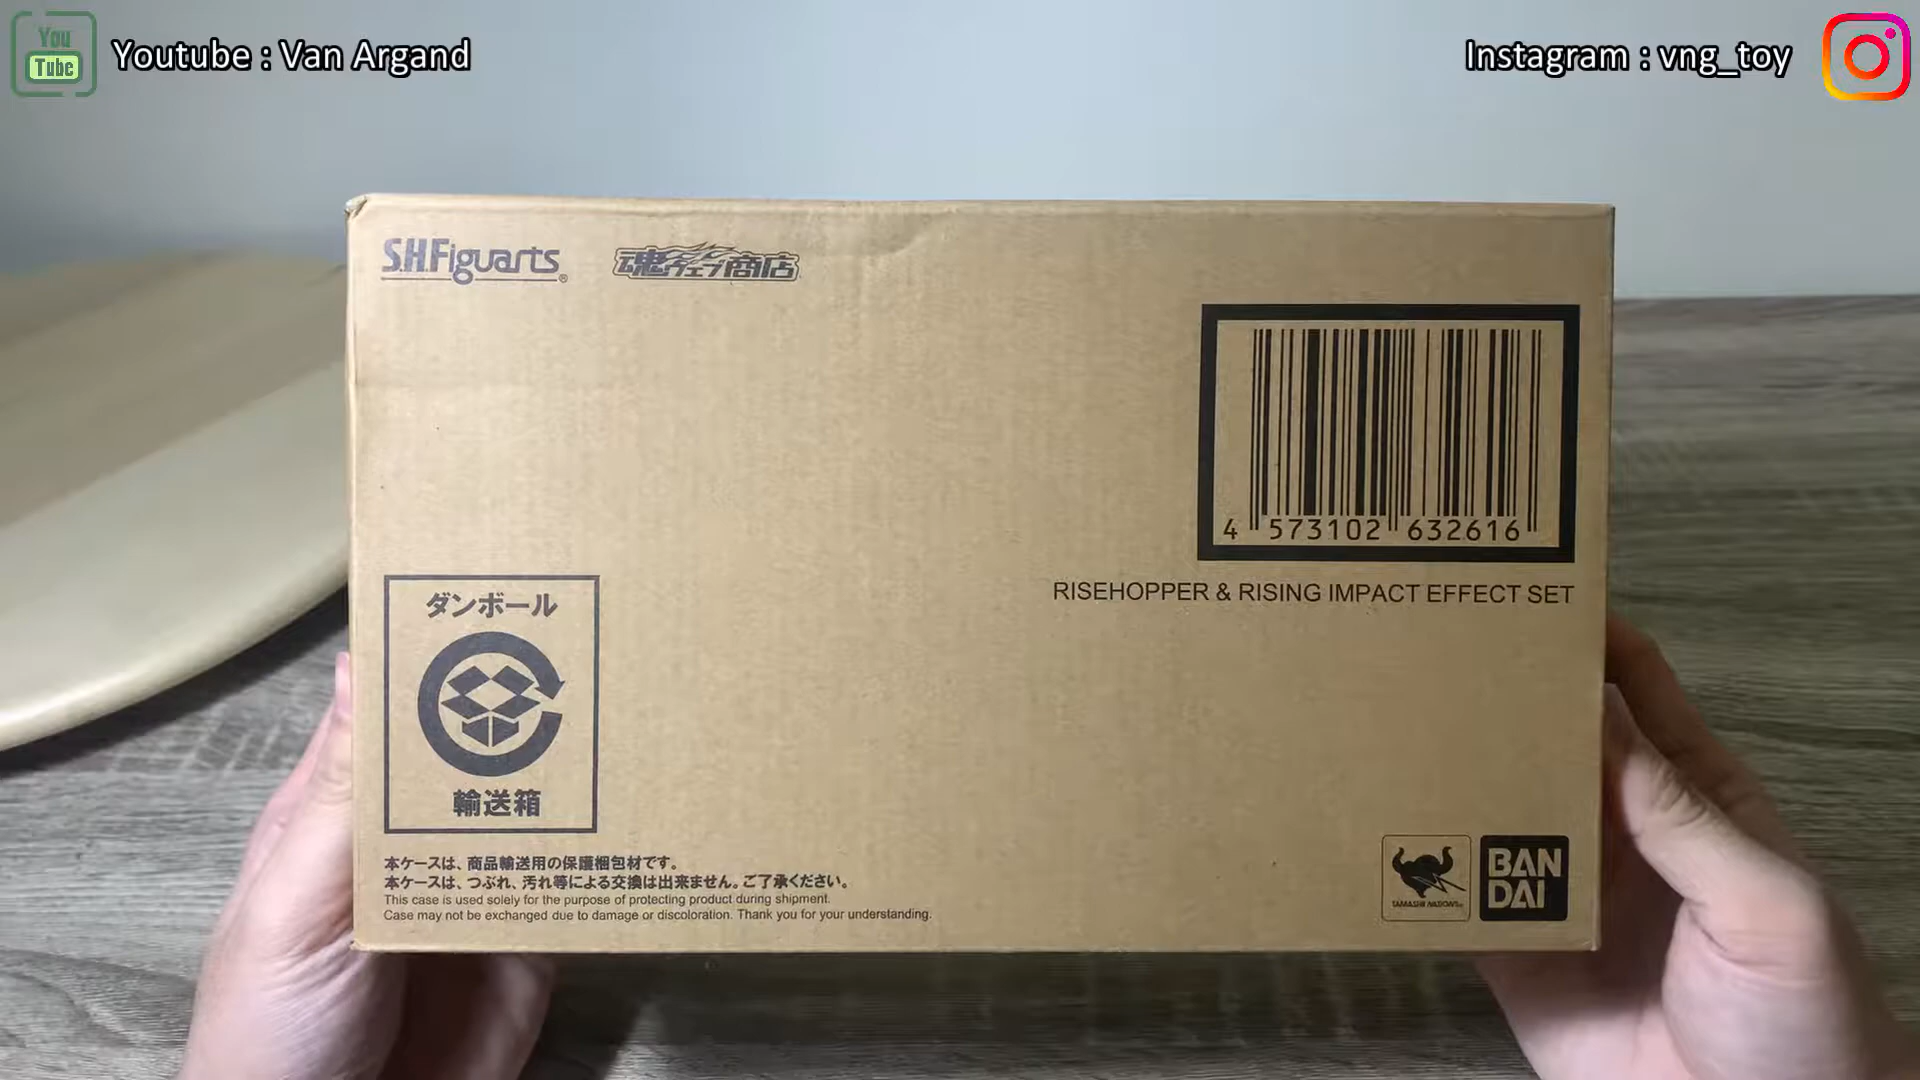 You
Tube
Youtube : Van Argand
Instagram : vng_toy
S.H.Figuarts®
魂ウェブ商店
4 573102 632616
RISEHOPPER & RISING IMPACT EFFECT SET
ダンボール
輸送箱
本ケースは、商品輸送用の保護梱包材です。
本ケースは、つぶれ、汚れ等による交換は出来ません。ご了承ください。
This case is used solely for the purpose of protecting product during shipment.
Case may not be exchanged due to damage or discoloration. Thank you for your understanding.
TAMASHII NATIONS
BAN
DAI